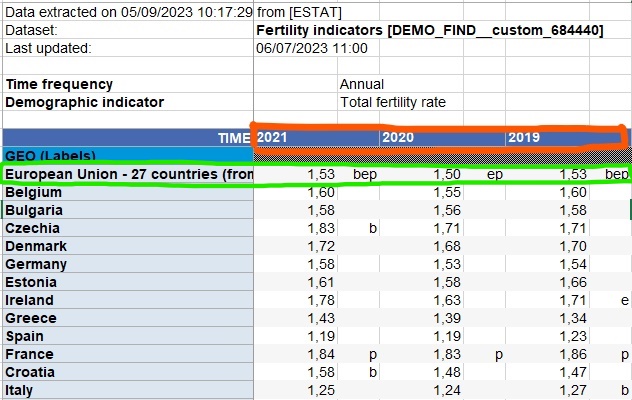 Data extracted on 05/09/2023 10:17:29 from [ESTAT]
Dataset: Fertility indicators [DEMO_FIND__custom_684440]
Last updated: 06/07/2023 11:00
Time frequency Annual
Demographic indicator Total fertility rate
TIME 2021 2020 2019
GEO (Labels)
European Union - 27 countries (from 1,53 bep 1,50 ep 1,53 bep
Belgium 1,60 1,55 1,60
Bulgaria 1,58 1,56 1,58
Czechia 1,83 b 1,71 1,71
Denmark 1,72 1,68 1,70
Germany 1,58 1,53 1,54
Estonia 1,61 1,58 1,66
Ireland 1,78 1,63 1,71 e
Greece 1,43 1,39 1,34
Spain 1,19 1,19 1,23
France 1,84 p 1,83 p 1,86 p
Croatia 1,58 b 1,48 1,47
Italy 1,25 1,24 1,27 b